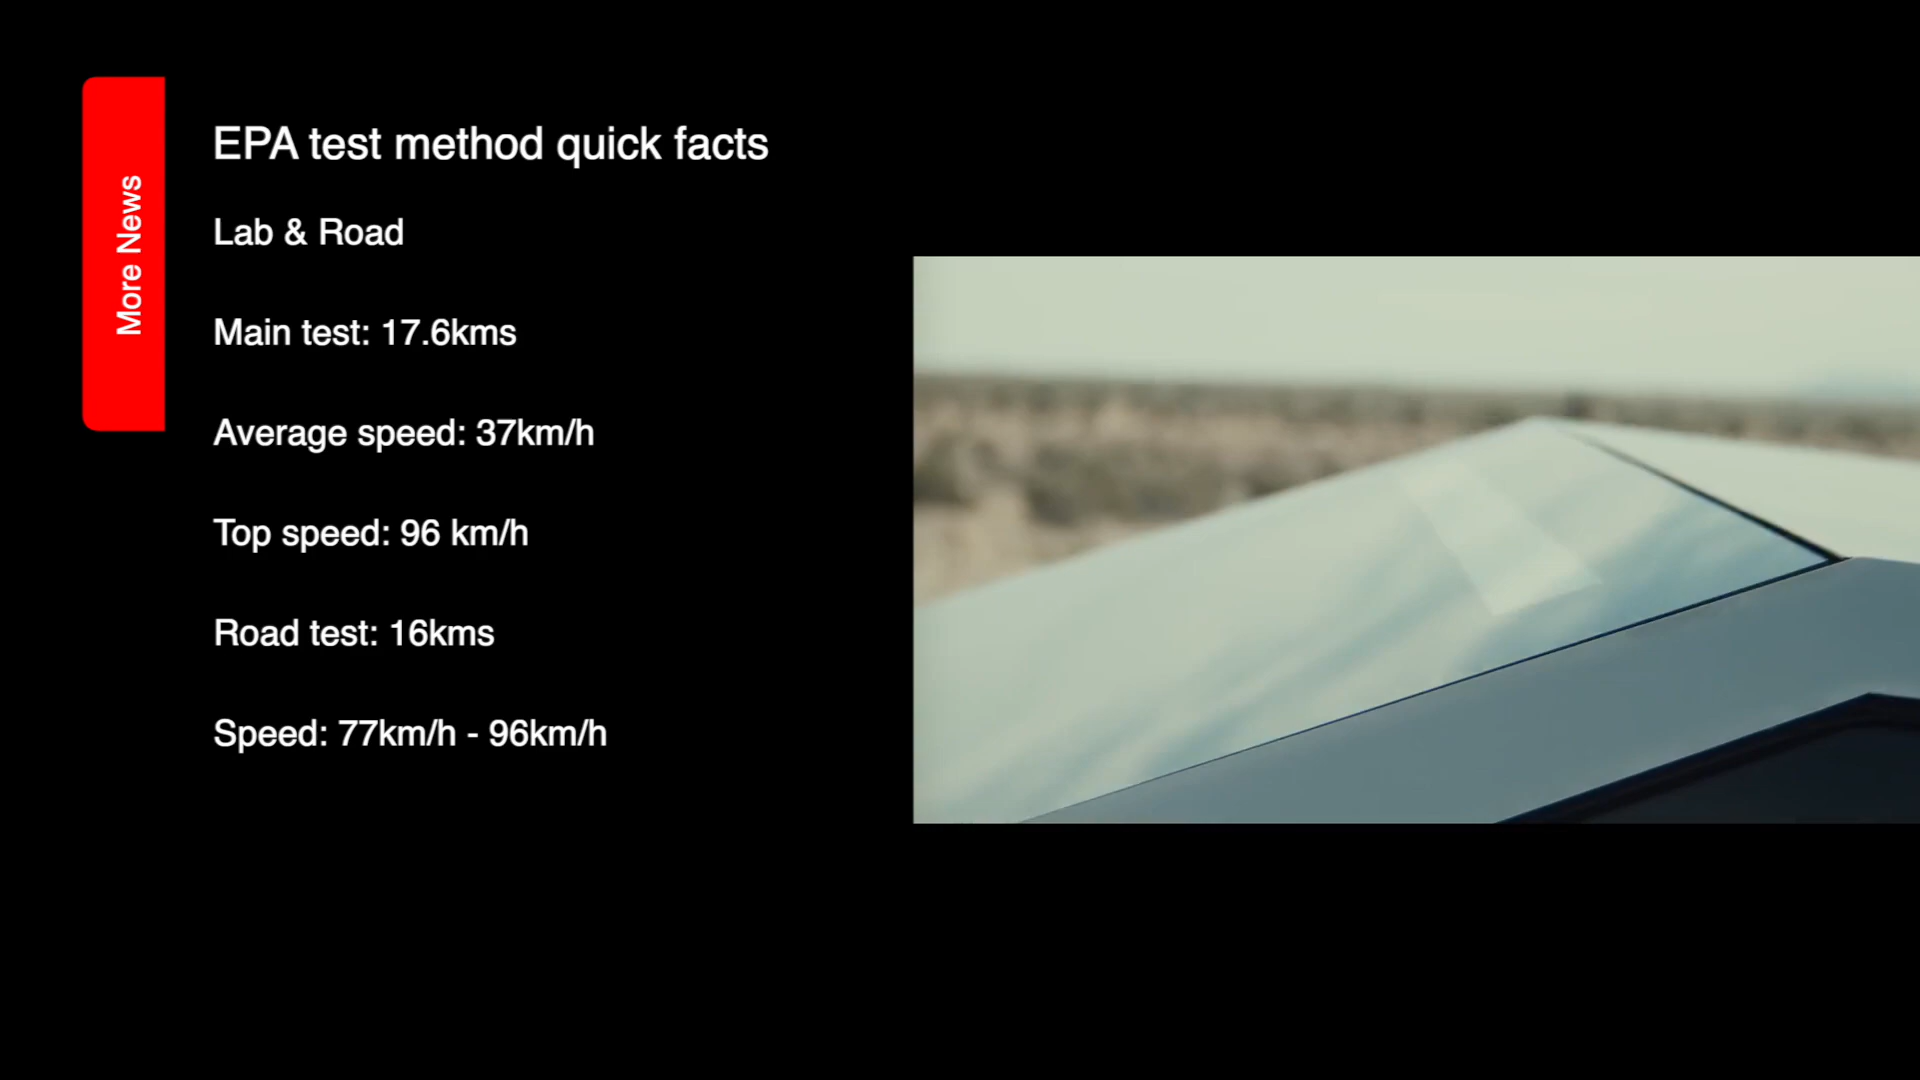 More News
EPA test method quick facts
Lab & Road
Main test: 17.6kms
Average speed: 37km/h
Top speed: 96 km/h
Road test: 16kms
Speed: 77km/h - 96km/h